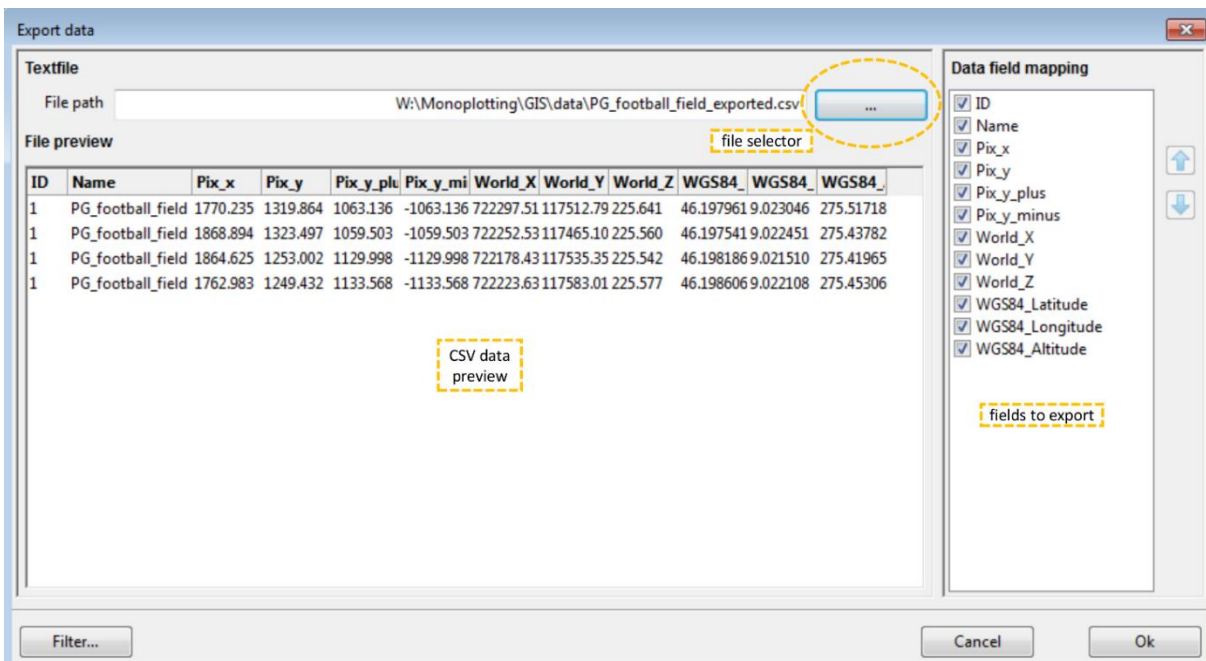 Export data
Textfile
File path W:\Monoplotting\GIS\data\PG_football_field_exported.csv ...
file selector
File preview
ID Name Pix_x Pix_y Pix_y_plu Pix_y_mi World_X World_Y World_Z WGS84_ WGS84_ WGS84_
1 PG_football_field 1770.235 1319.864 1063.136 -1063.136 722297.51 117512.79 225.641 46.197961 9.023046 275.51718
1 PG_football_field 1868.894 1323.497 1059.503 -1059.503 722252.53 117465.10 225.560 46.197541 9.022451 275.43782
1 PG_football_field 1864.625 1253.002 1129.998 -1129.998 722178.43 117535.35 225.542 46.198186 9.021510 275.41965
1 PG_football_field 1762.983 1249.432 1133.568 -1133.568 722223.63 117583.01 225.577 46.198606 9.022108 275.45306
CSV data
preview
Data field mapping
ID
Name
Pix_x
Pix_y
Pix_y_plus
Pix_y_minus
World_X
World_Y
World_Z
WGS84_Latitude
WGS84_Longitude
WGS84_Altitude
fields to export
Filter...
Cancel
Ok